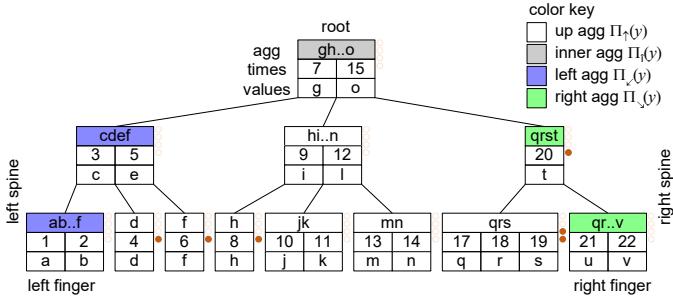 root
color key
up agg Π↑(y)
inner agg Πᵢ(y)
left agg Π↙(y)
right agg Π↘(y)
agg gh..o
times 7 15
values g o
cdef hi..n qrst
3 5 9 12 20
c e i l t
left spine
right spine
ab..f d f h jk mn qrs qr..v
1 2 4 6 8 10 11 13 14 17 18 19 21 22
a b d f h j k m n q r s u v
left finger right finger